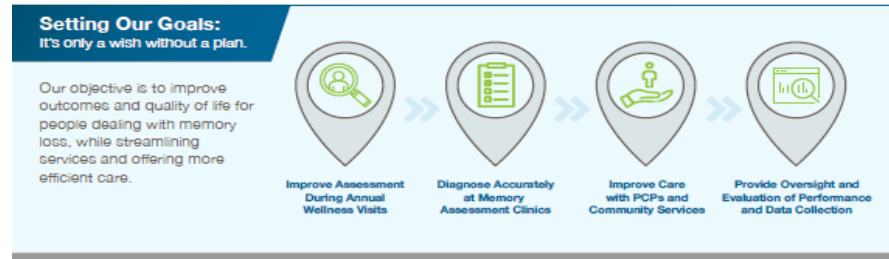 Setting Our Goals:
It's only a wish without a plan.
Our objective is to improve
outcomes and quality of life for
people dealing with memory
loss, while streamlining
services and offering more
efficient care.
Improve Assessment
During Annual
Wellness Visits
Diagnose Accurately
at Memory
Assessment Clinics
Improve Care
with PCPs and
Community Services
Provide Oversight and
Evaluation of Performance
and Data Collection